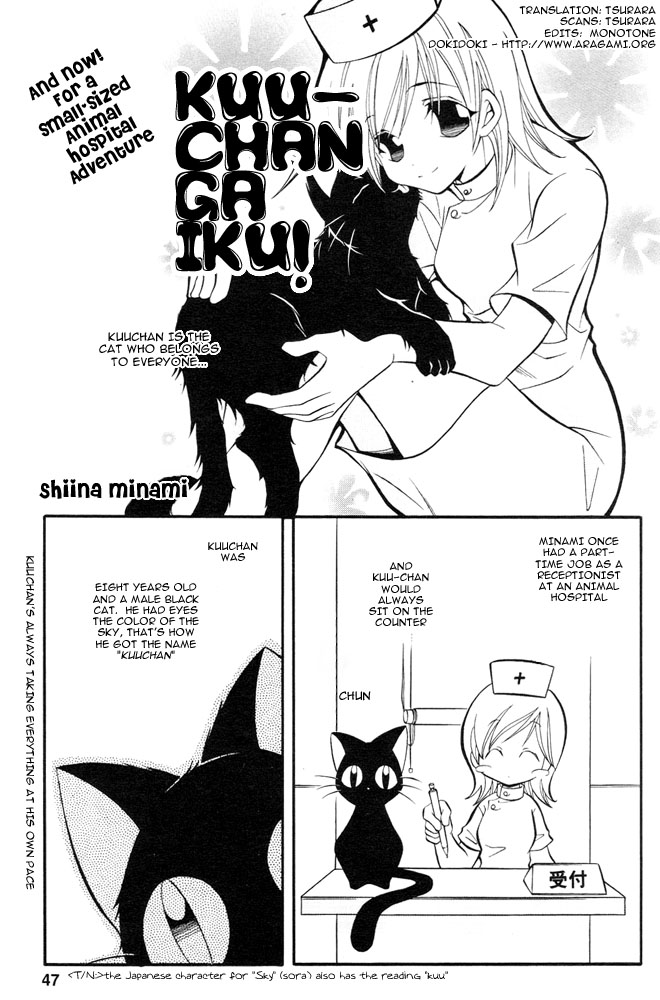 TRANSLATION: TSURARA
SCANS: TSURARA
EDITS: MONOTONE
DOKIDOKI - HTTP://WWW.ARAGAMI.ORG
And now!
For a
small-sized
Animal
hospital
Adventure
KUU-
CHAN
GA
IKU!
KUUCHAN IS THE
CAT WHO BELONGS
TO EVERYONE...
shiina minami
MINAMI ONCE
HAD A PART-
TIME JOB AS A
RECEPTIONIST
AT AN ANIMAL
HOSPITAL
AND
KUU-CHAN
WOULD
ALWAYS
SIT ON THE
COUNTER
CHUN
受付
KUUCHAN
WAS
EIGHT YEARS OLD
AND A MALE BLACK
CAT. HE HAD EYES
THE COLOR OF THE
SKY, THAT'S HOW
HE GOT THE NAME
"KUUCHAN"
KUUCHAN'S ALWAYS TAKING EVERYTHING AT HIS OWN PACE
47
<T/N:>the Japanese character for "Sky" (sora) also has the reading "kuu"